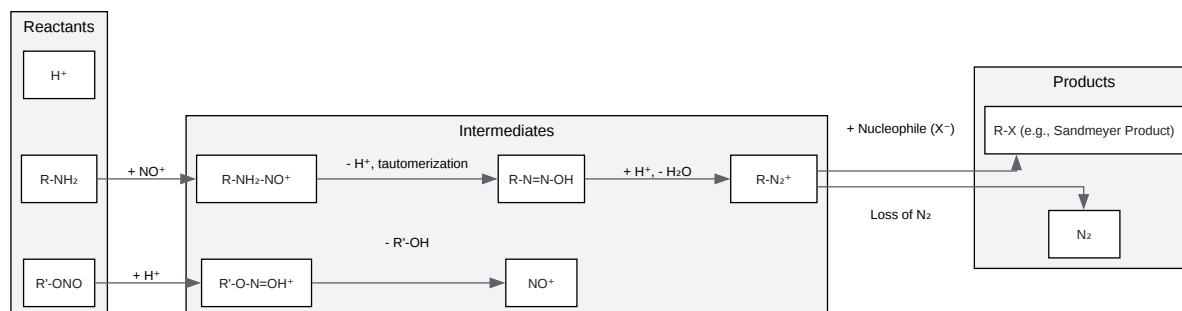 Reactants
H⁺
R-NH₂
R'-ONO
+ NO⁺
+ H⁺
Intermediates
R-NH₂-NO⁺
- H⁺, tautomerization
R-N=N-OH
+ H⁺, - H₂O
R-N₂⁺
R'-O-N=OH⁺
- R'-OH
NO⁺
+ Nucleophile (X⁻)
Loss of N₂
Products
R-X (e.g., Sandmeyer Product)
N₂